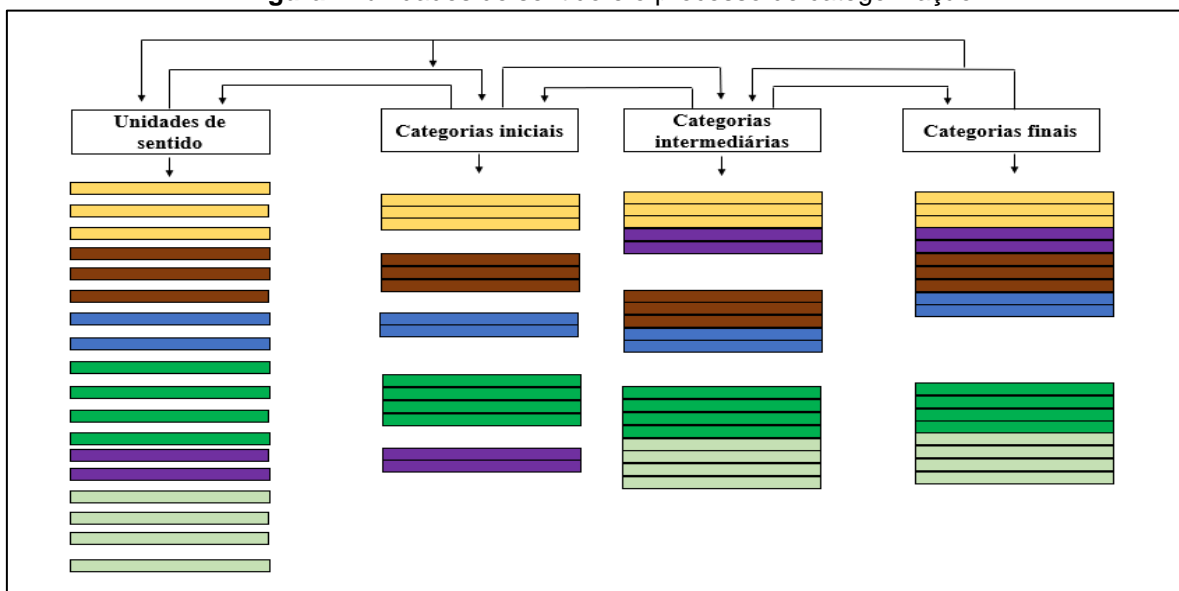 Unidades de
sentido
Categorias iniciais
Categorias
intermediárias
Categorias finais